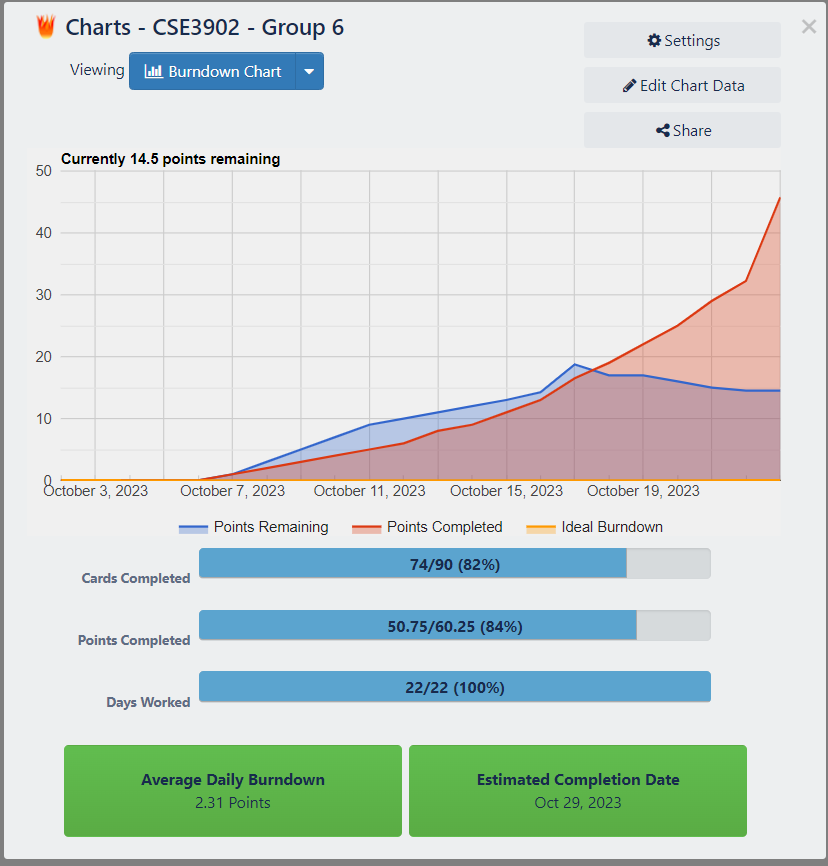 Charts - CSE3902 - Group 6
×
Settings
Viewing
Burndown Chart
Edit Chart Data
Share
Currently 14.5 points remaining
50
40
30
20
10
0
October 3, 2023
October 7, 2023
October 11, 2023
October 15, 2023
October 19, 2023
Points Remaining
Points Completed
Ideal Burndown
Cards Completed
74/90 (82%)
Points Completed
50.75/60.25 (84%)
Days Worked
22/22 (100%)
Average Daily Burndown
2.31 Points
Estimated Completion Date
Oct 29, 2023